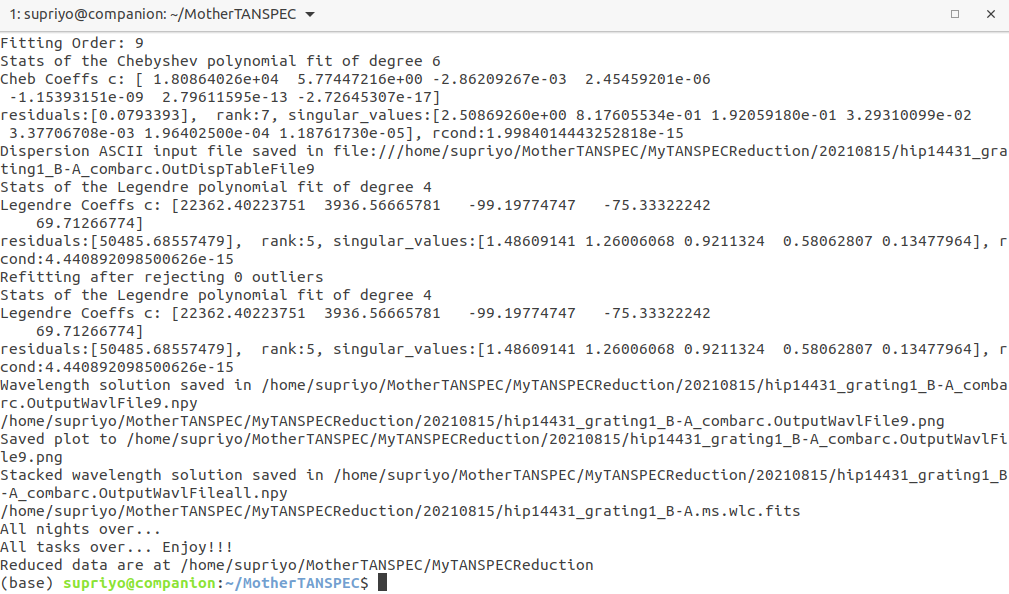 1: supriyo@companion: ~/MotherTANSPEC
Fitting Order: 9
Stats of the Chebyshev polynomial fit of degree 6
Cheb Coeffs c: [ 1.80864026e+04  5.77447216e+00 -2.86209267e-03  2.45459201e-06
 -1.15393151e-09  2.79611595e-13 -2.72645307e-17]
residuals:[0.0793393],  rank:7, singular_values:[2.50869260e+00 8.17605534e-01 1.92059180e-01 3.29310099e-02
 3.37706708e-03 1.96402500e-04 1.18761730e-05], rcond:1.9984014443252818e-15
Dispersion ASCII input file saved in file:///home/supriyo/MotherTANSPEC/MyTANSPECReduction/20210815/hip14431_gra
ting1_B-A_combarc.OutDispTableFile9
Stats of the Legendre polynomial fit of degree 4
Legendre Coeffs c: [22362.40223751  3936.56665781   -99.19774747   -75.33322242
    69.71266774]
residuals:[50485.68557479],  rank:5, singular_values:[1.48609141 1.26006068 0.9211324  0.58062807 0.13477964], r
cond:4.440892098500626e-15
Refitting after rejecting 0 outliers
Stats of the Legendre polynomial fit of degree 4
Legendre Coeffs c: [22362.40223751  3936.56665781   -99.19774747   -75.33322242
    69.71266774]
residuals:[50485.68557479],  rank:5, singular_values:[1.48609141 1.26006068 0.9211324  0.58062807 0.13477964], r
cond:4.440892098500626e-15
Wavelength solution saved in /home/supriyo/MotherTANSPEC/MyTANSPECReduction/20210815/hip14431_grating1_B-A_comba
rc.OutputWavlFile9.npy
/home/supriyo/MotherTANSPEC/MyTANSPECReduction/20210815/hip14431_grating1_B-A_combarc.OutputWavlFile9.png
Saved plot to /home/supriyo/MotherTANSPEC/MyTANSPECReduction/20210815/hip14431_grating1_B-A_combarc.OutputWavlFi
le9.png
Stacked wavelength solution saved in /home/supriyo/MotherTANSPEC/MyTANSPECReduction/20210815/hip14431_grating1_B
-A_combarc.OutputWavlFileall.npy
/home/supriyo/MotherTANSPEC/MyTANSPECReduction/20210815/hip14431_grating1_B-A.ms.wlc.fits
All nights over...
All tasks over... Enjoy!!!
Reduced data are at /home/supriyo/MotherTANSPEC/MyTANSPECReduction
(base) supriyo@companion:~/MotherTANSPEC$